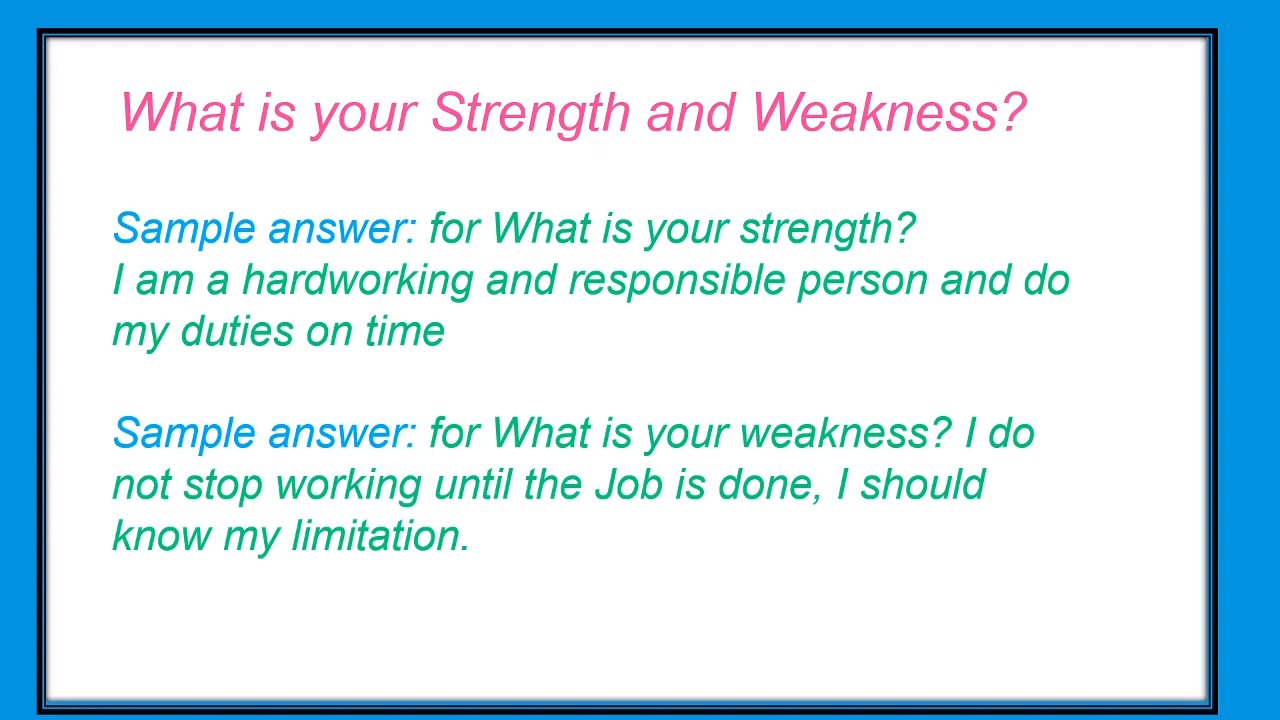 What is your Strength and Weakness?
Sample answer: for What is your strength?
I am a hardworking and responsible person and do
my duties on time
Sample answer: for What is your weakness? I do
not stop working until the Job is done, I should
know my limitation.